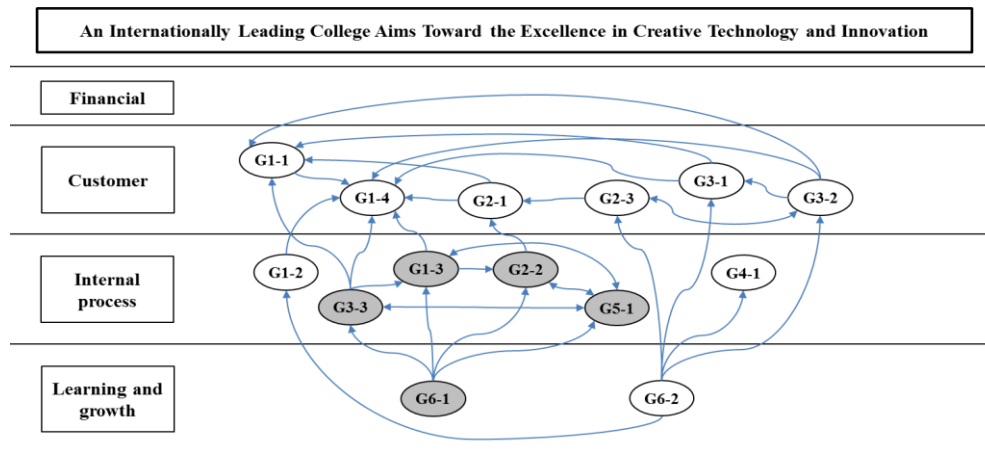 An Internationally Leading College Aims Toward the Excellence in Creative Technology and Innovation
Financial
Customer
G1-1
G1-4
G2-1
G2-3
G3-1
G3-2
Internal
process
G1-2
G3-3
G1-3
G2-2
G5-1
G4-1
Learning and
growth
G6-1
G6-2